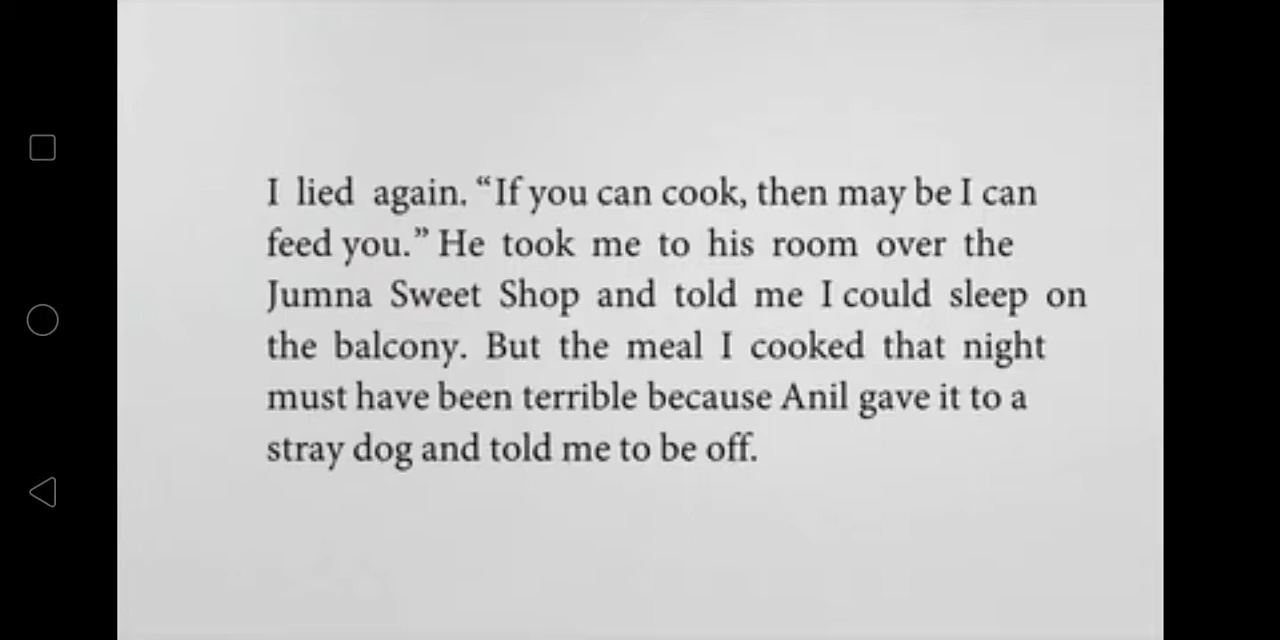 I lied again. “If you can cook, then may be I can
feed you.” He took me to his room over the
Jumna Sweet Shop and told me I could sleep on
the balcony. But the meal I cooked that night
must have been terrible because Anil gave it to a
stray dog and told me to be off.